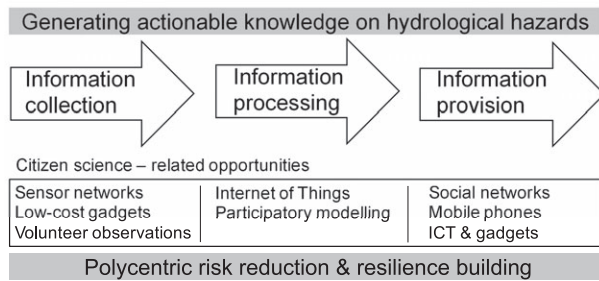 Generating actionable knowledge on hydrological hazards
Information
collection
Information
processing
Information
provision
Citizen science – related opportunities
Sensor networks
Low-cost gadgets
Volunteer observations
Internet of Things
Participatory modelling
Social networks
Mobile phones
ICT & gadgets
Polycentric risk reduction & resilience building